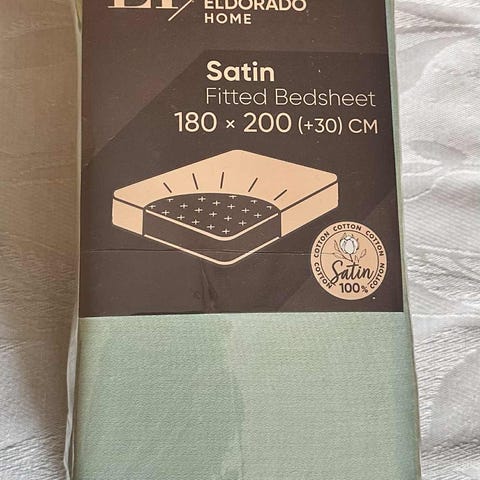 ELDORADO
HOME
Satin
Fitted Bedsheet
180 × 200 (+30) CM
COTTON COTTON COTTON COTTON COTTON
Satin
100%